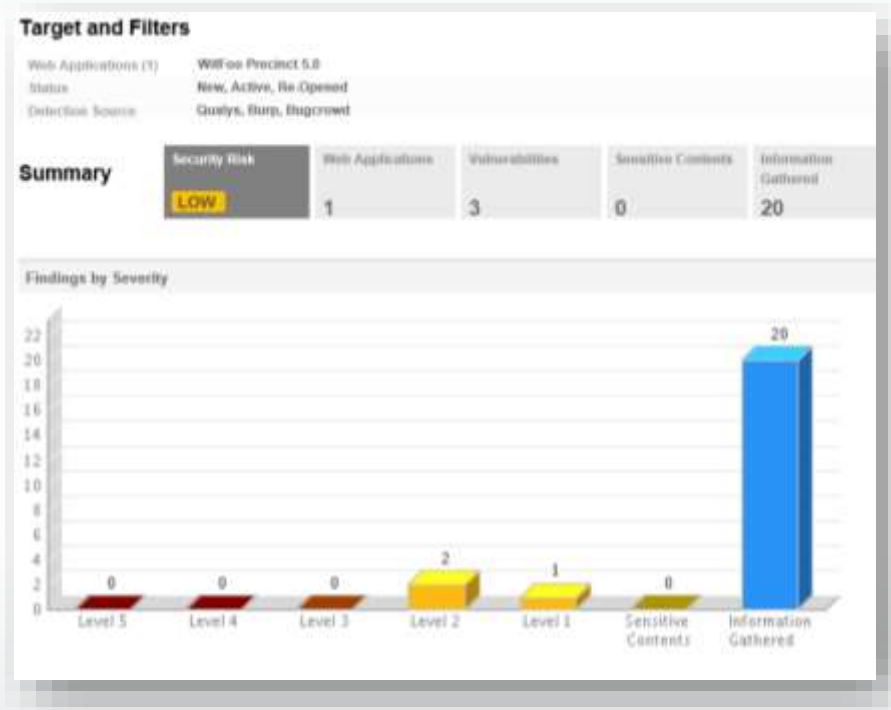 Target and Filters
Web Applications (1) WitFoo Precinct 5.0
Status New, Active, Re-Opened
Detection Source Qualys, Burp, Bugcrowd
Summary
Security Risk
LOW
Web Applications
1
Vulnerabilities
3
Sensitive Contents
0
Information
Gathered
20
Findings by Severity
22
20
18
16
14
12
10
8
6
4
2
0
0
0
0
2
1
0
20
Level 5
Level 4
Level 3
Level 2
Level 1
Sensitive
Contents
Information
Gathered